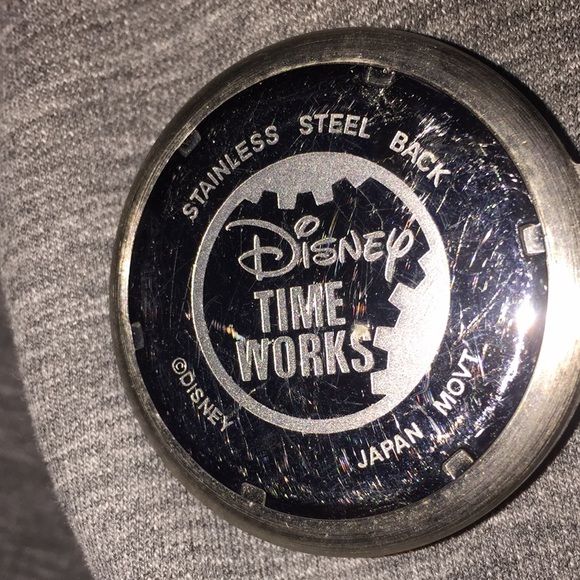 STAINLESS STEEL BACK
Disney
TIME
WORKS
©DISNEY
JAPAN MOVT